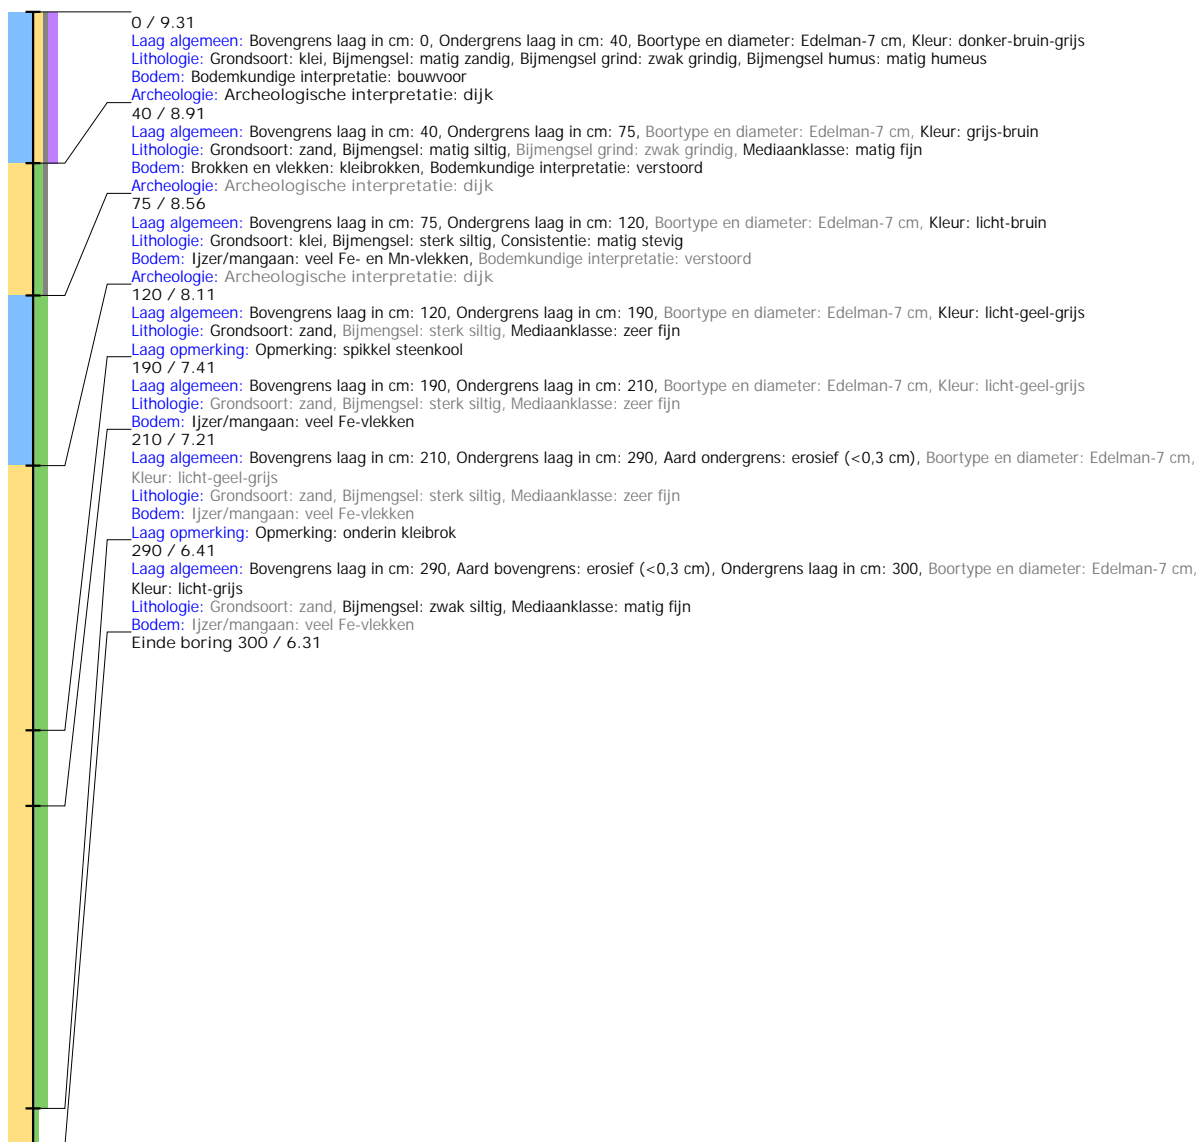 0 / 9.31
Laag algemeen: Bovengrens laag in cm: 0, Ondergrens laag in cm: 40, Boortype en diameter: Edelman-7 cm, Kleur: donker-bruin-grijs
Lithologie: Grondsoort: klei, Bijmengsel: matig zandig, Bijmengsel grind: zwak grindig, Bijmengsel humus: matig humeus
Bodem: Bodemkundige interpretatie: bouwvoor
Archeologie: Archeologische interpretatie: dijk
40 / 8.91
Laag algemeen: Bovengrens laag in cm: 40, Ondergrens laag in cm: 75, Boortype en diameter: Edelman-7 cm, Kleur: grijs-bruin
Lithologie: Grondsoort: zand, Bijmengsel: matig siltig, Bijmengsel grind: zwak grindig, Mediaanklasse: matig fijn
Bodem: Brokken en vlekken: kleibrokken, Bodemkundige interpretatie: verstoord
Archeologie: Archeologische interpretatie: dijk
75 / 8.56
Laag algemeen: Bovengrens laag in cm: 75, Ondergrens laag in cm: 120, Boortype en diameter: Edelman-7 cm, Kleur: licht-bruin
Lithologie: Grondsoort: klei, Bijmengsel: sterk siltig, Consistentie: matig stevig
Bodem: Ijzer/mangaan: veel Fe- en Mn-vlekken, Bodemkundige interpretatie: verstoord
Archeologie: Archeologische interpretatie: dijk
120 / 8.11
Laag algemeen: Bovengrens laag in cm: 120, Ondergrens laag in cm: 190, Boortype en diameter: Edelman-7 cm, Kleur: licht-geel-grijs
Lithologie: Grondsoort: zand, Bijmengsel: sterk siltig, Mediaanklasse: zeer fijn
Laag opmerking: Opmerking: spikkel steenkool
190 / 7.41
Laag algemeen: Bovengrens laag in cm: 190, Ondergrens laag in cm: 210, Boortype en diameter: Edelman-7 cm, Kleur: licht-geel-grijs
Lithologie: Grondsoort: zand, Bijmengsel: sterk siltig, Mediaanklasse: zeer fijn
Bodem: Ijzer/mangaan: veel Fe-vlekken
210 / 7.21
Laag algemeen: Bovengrens laag in cm: 210, Ondergrens laag in cm: 290, Aard ondergrens: erosief (<0,3 cm), Boortype en diameter: Edelman-7 cm,
Kleur: licht-geel-grijs
Lithologie: Grondsoort: zand, Bijmengsel: sterk siltig, Mediaanklasse: zeer fijn
Bodem: Ijzer/mangaan: veel Fe-vlekken
Laag opmerking: Opmerking: onderin kleibrok
290 / 6.41
Laag algemeen: Bovengrens laag in cm: 290, Aard bovengrens: erosief (<0,3 cm), Ondergrens laag in cm: 300, Boortype en diameter: Edelman-7 cm,
Kleur: licht-grijs
Lithologie: Grondsoort: zand, Bijmengsel: zwak siltig, Mediaanklasse: matig fijn
Bodem: Ijzer/mangaan: veel Fe-vlekken
Einde boring 300 / 6.31